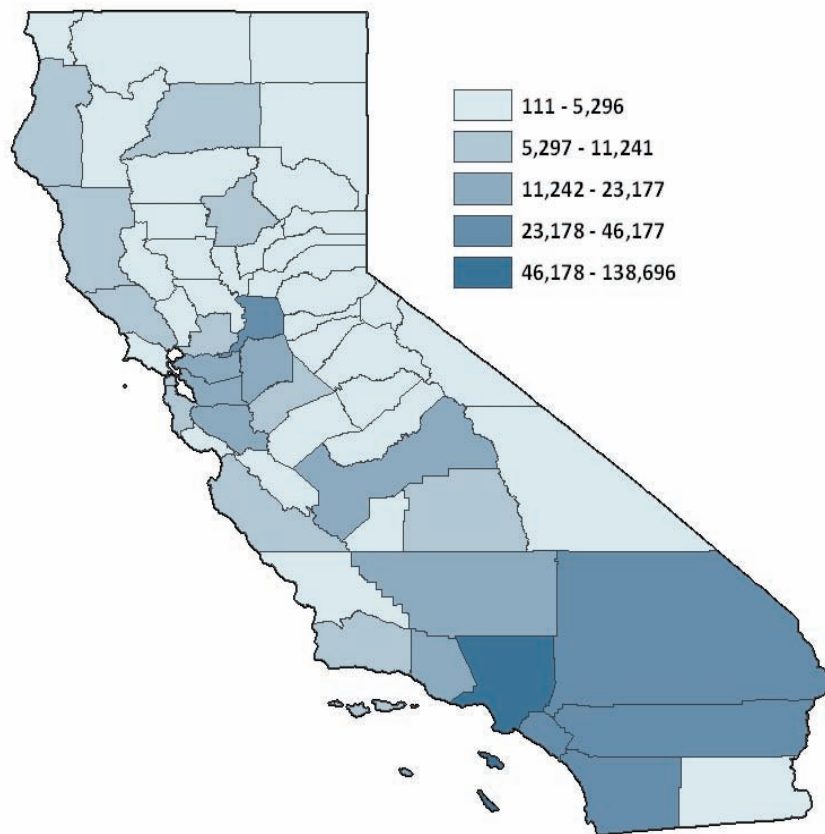 111 - 5,296
5,297 - 11,241
11,242 - 23,177
23,178 - 46,177
46,178 - 138,696